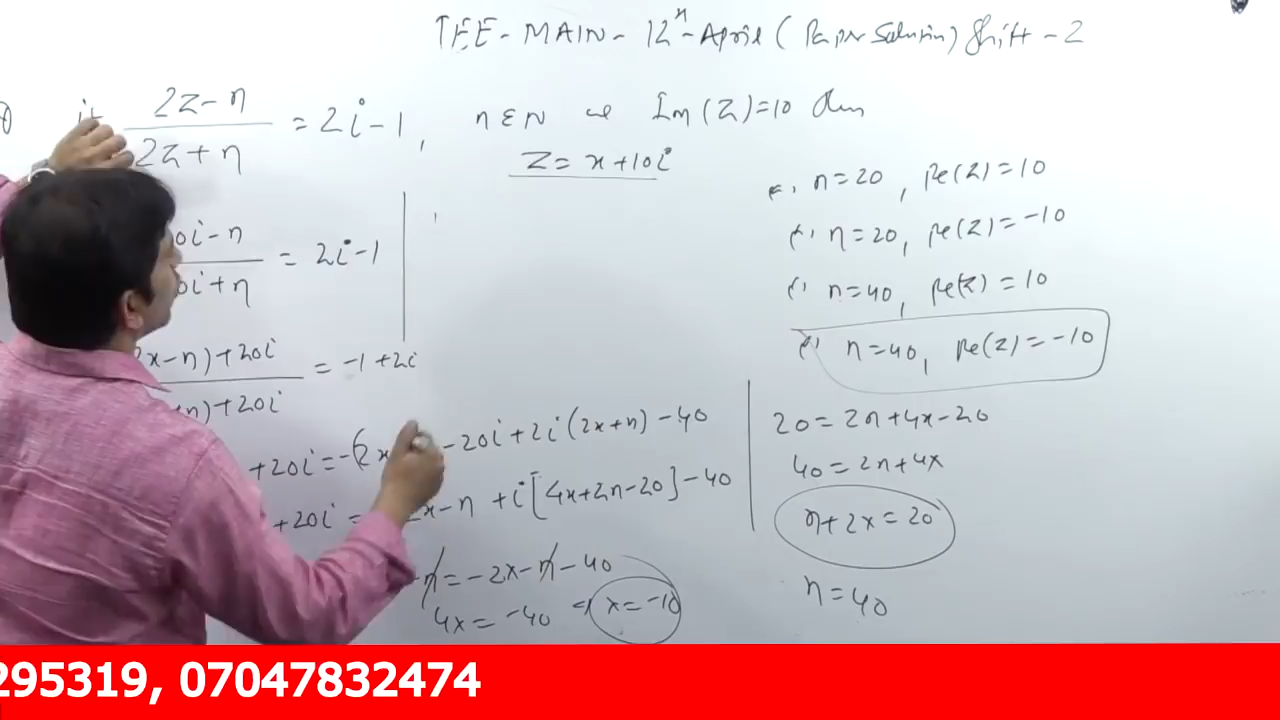 JEE-MAIN-12th-April (Paper Solution) Shift-2
if (2z-n)/(2z+n) = 2i-1, n∈N Im(z)=10 then
z = x+10i
n=20, Re(z)=10
n=20, Re(z)=-10
n=40, Re(z)=10
n=40, Re(z)=-10
0i-n / 0i+n = 2i-1
2x-n)+20i / n)+20i = -1+2i
+20i = -(2x -20i+2i(2x+n)-40
+20i = 2x-n +i[4x+2n-20]-40
-n = -2x-n-40
4x = -40 ⇒ x=-10
20=2n+4x-20
40=2n+4x
n+2x=20
n=40
295319, 07047832474